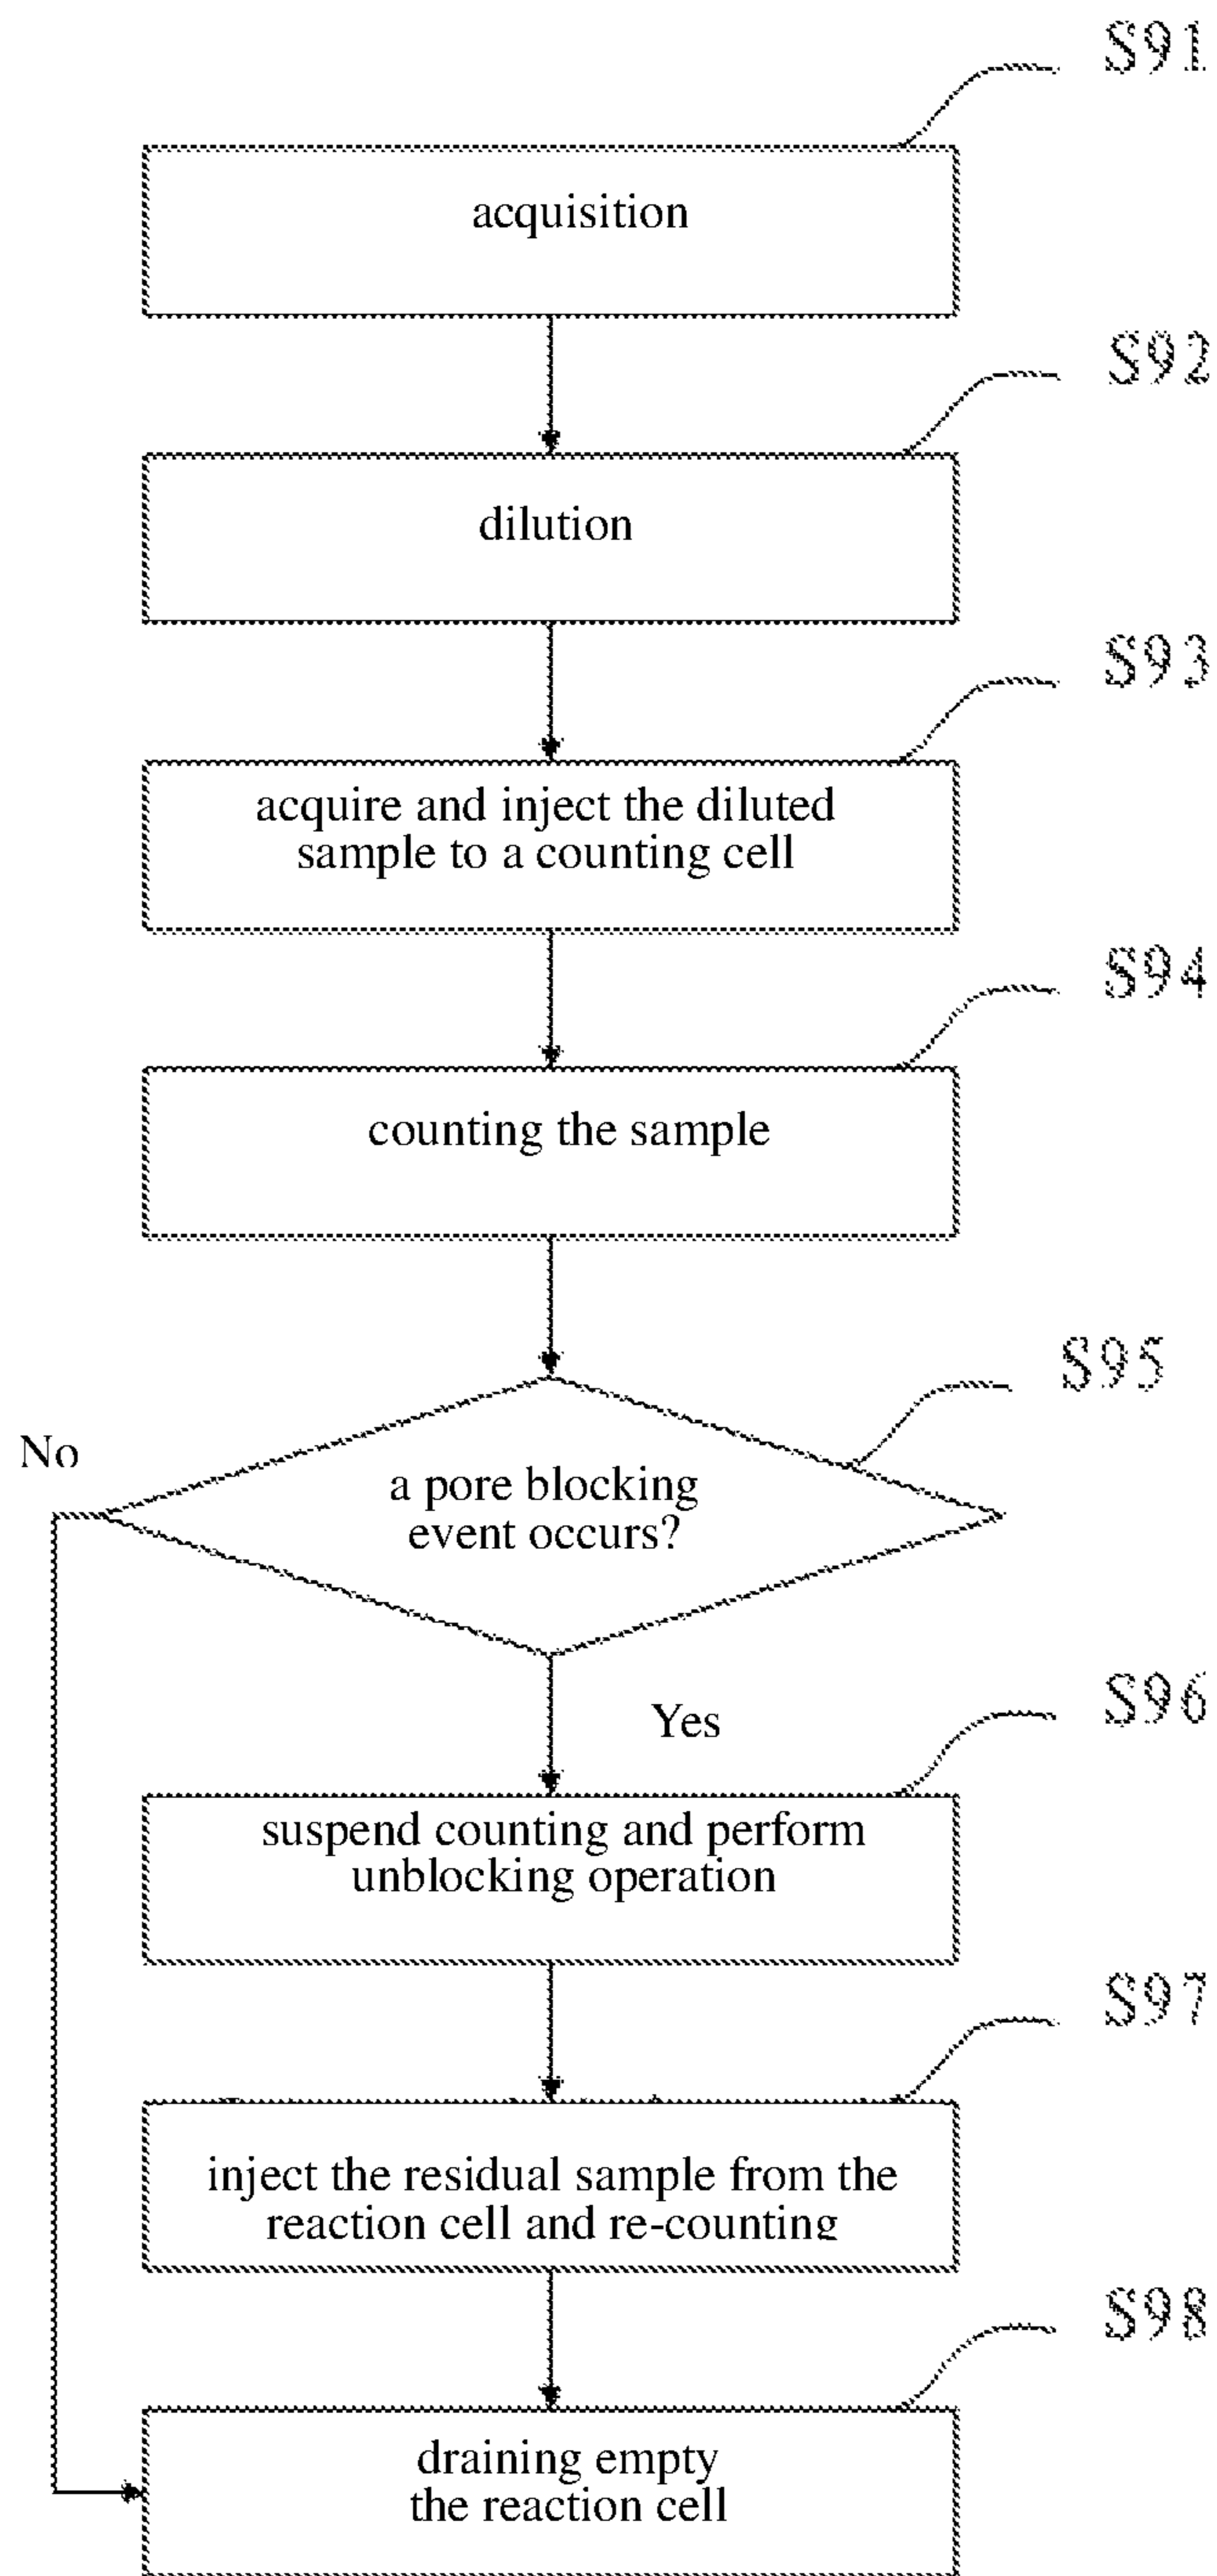 S91
acquisition
S92
dilution
S93
acquire and inject the diluted
sample to a counting cell
S94
counting the sample
S95
No
a pore blocking
event occurs?
Yes
S96
suspend counting and perform
unblocking operation
S97
inject the residual sample from the
reaction cell and re-counting
S98
draining empty
the reaction cell